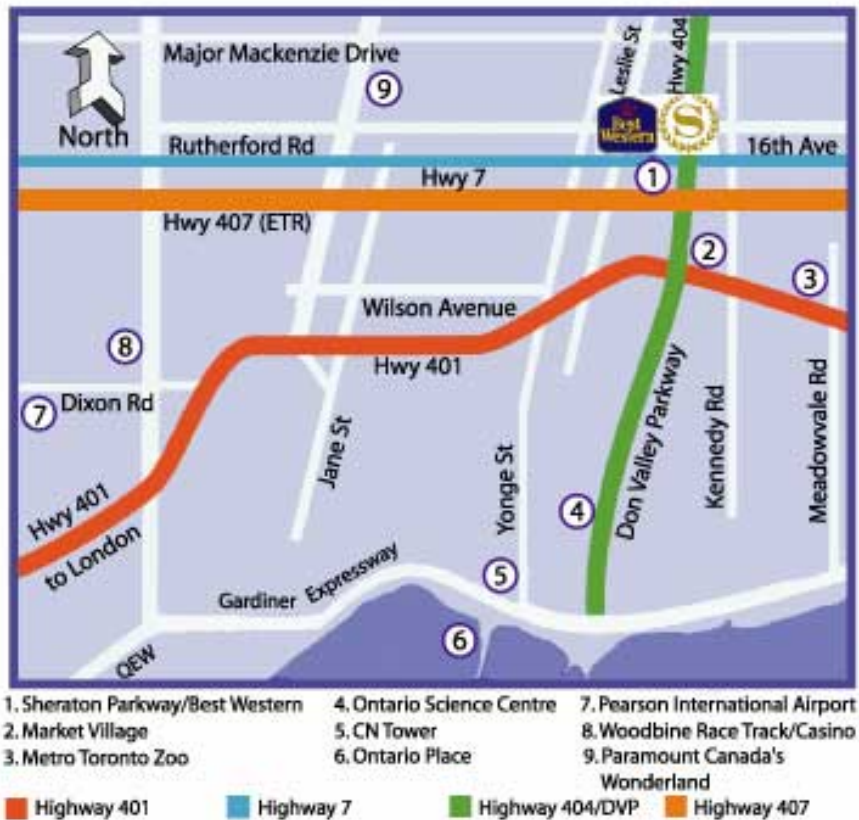 Major Mackenzie Drive
9
Leslie St
Hwy 404
North
Best
Western
S
Rutherford Rd
16th Ave
1
Hwy 7
Hwy 407 (ETR)
2
3
Wilson Avenue
8
Hwy 401
7
Dixon Rd
Jane St
Yonge St
4
Don Valley Parkway
Kennedy Rd
Meadowvale Rd
Hwy 401
to London
Gardiner Expressway
5
6
QEW
1. Sheraton Parkway/Best Western
2. Market Village
3. Metro Toronto Zoo
4. Ontario Science Centre
5. CN Tower
6. Ontario Place
7. Pearson International Airport
8. Woodbine Race Track/Casino
9. Paramount Canada's
Wonderland
Highway 401
Highway 7
Highway 404/DVP
Highway 407